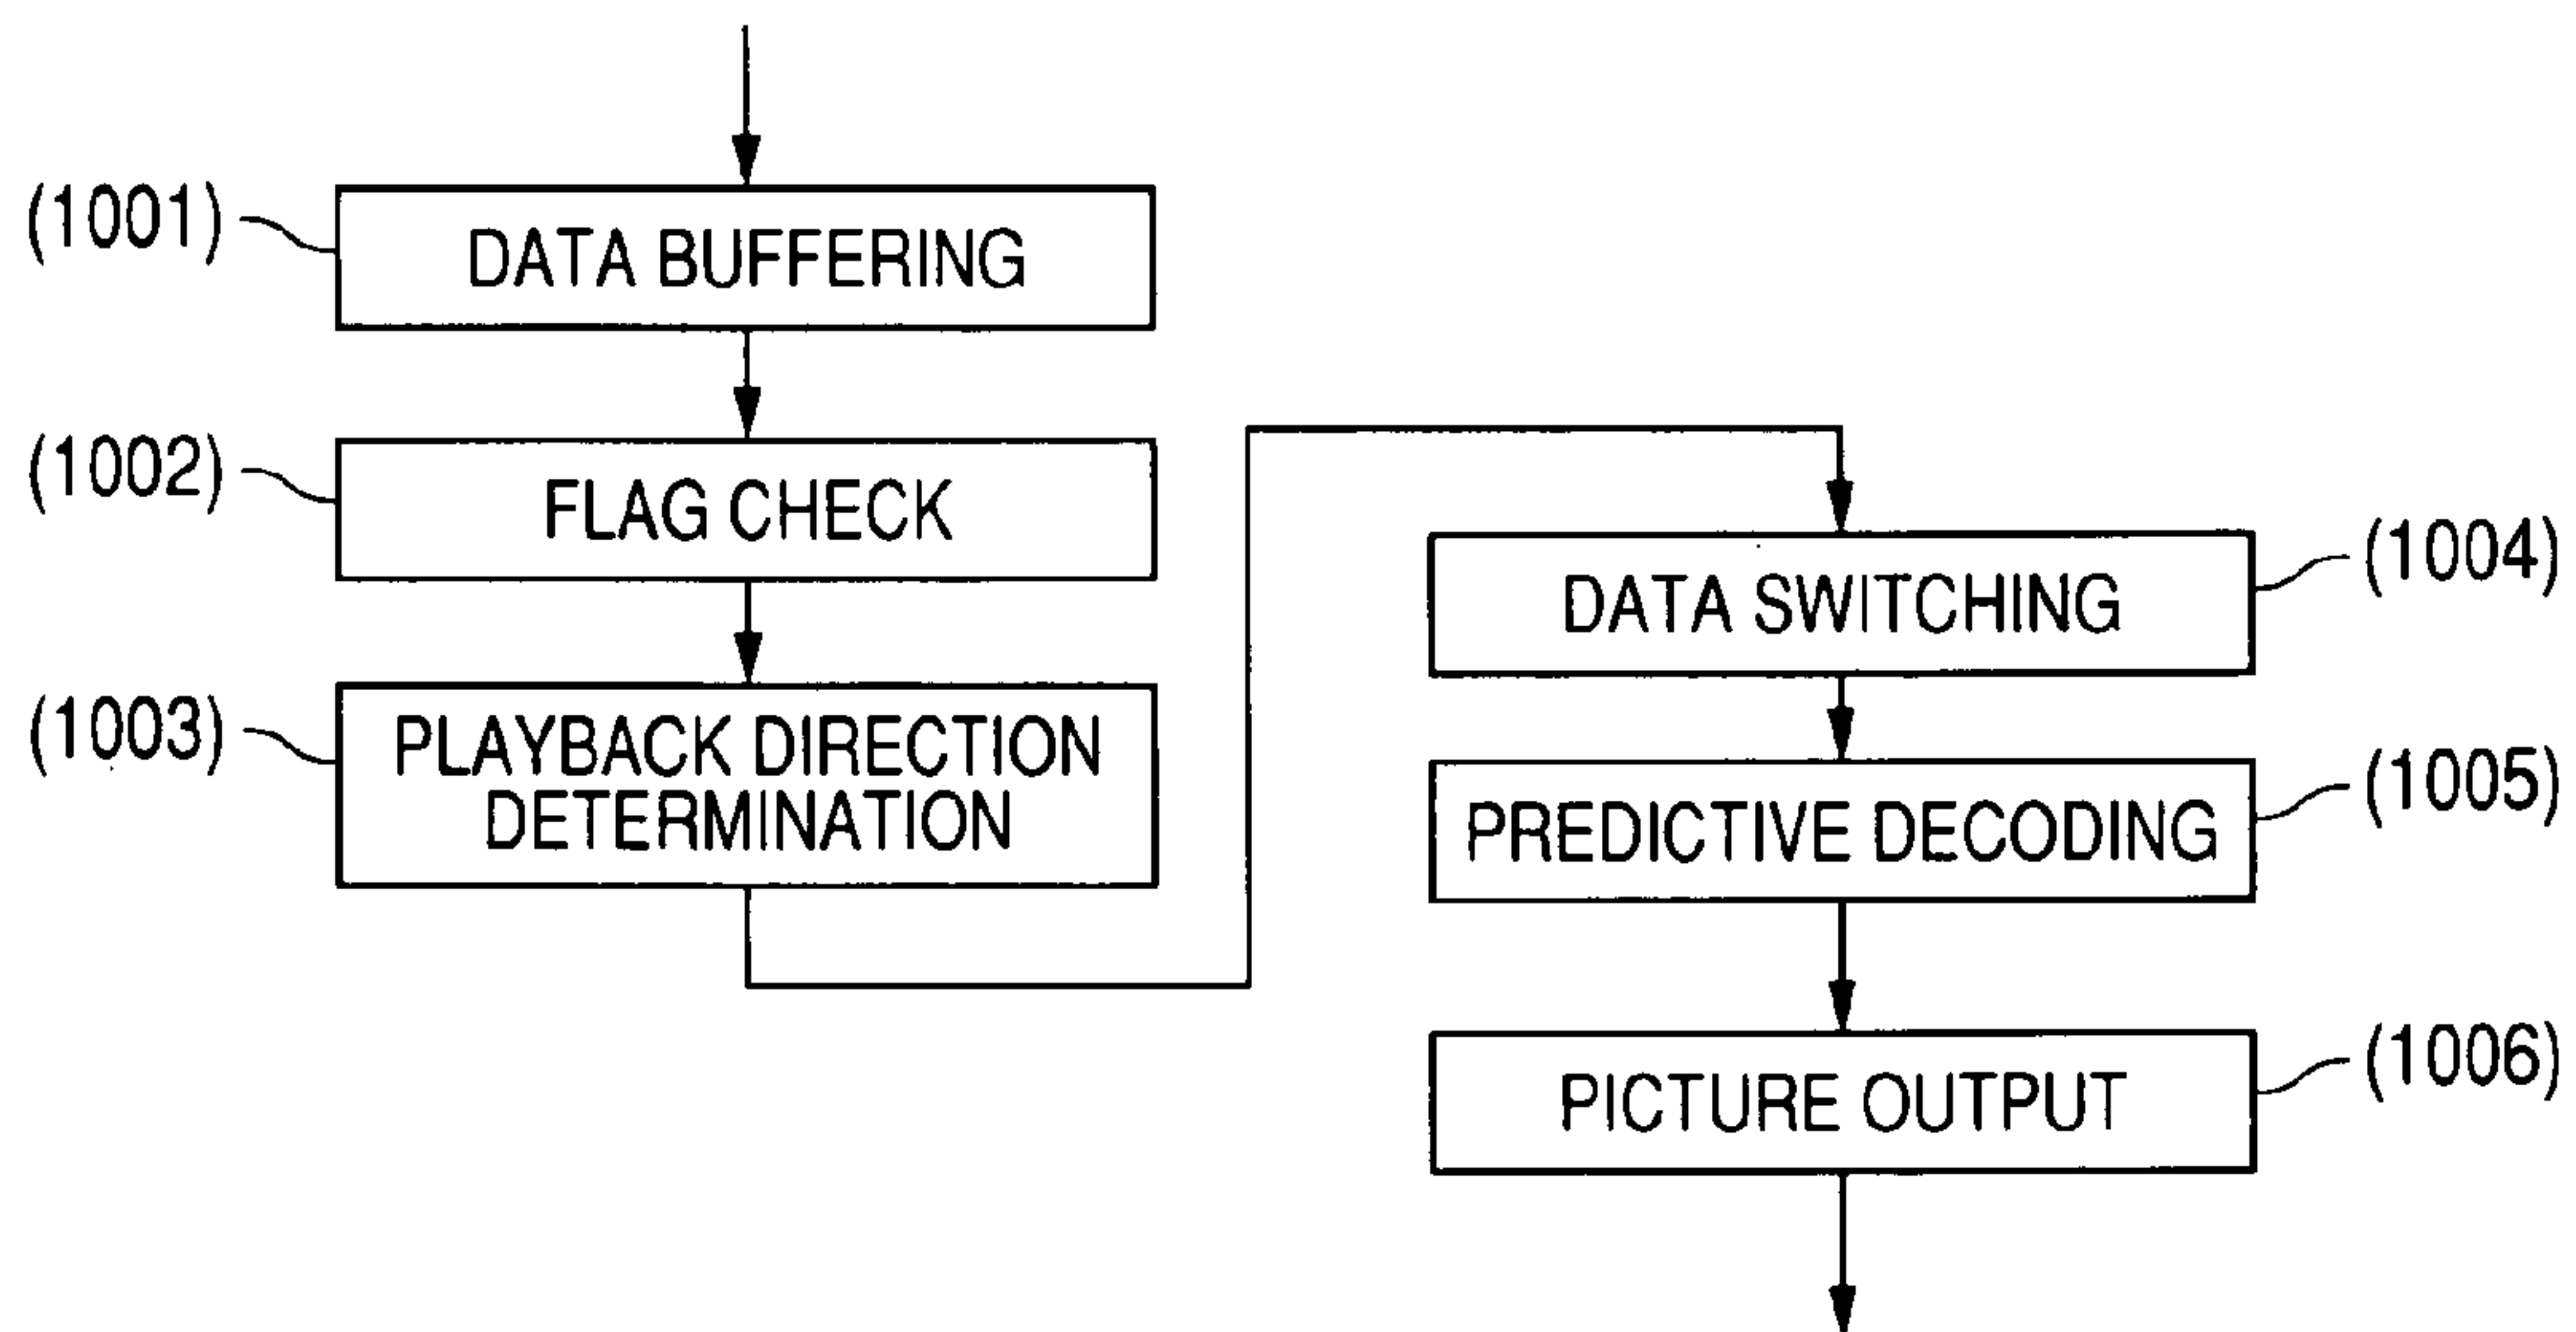 (1001)
DATA BUFFERING
(1002)
FLAG CHECK
(1003)
PLAYBACK DIRECTION
DETERMINATION
(1004)
DATA SWITCHING
(1005)
PREDICTIVE DECODING
(1006)
PICTURE OUTPUT